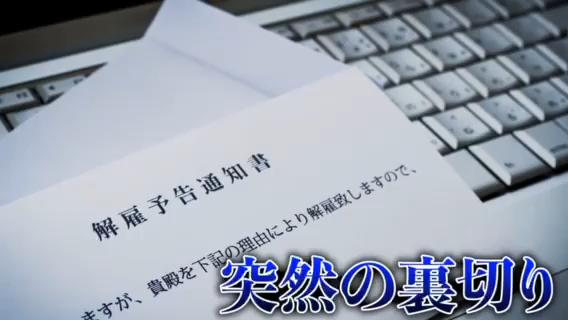 解雇予告通知書
ますが、貴殿を下記の理由により解雇致しますので、
突然の裏切り